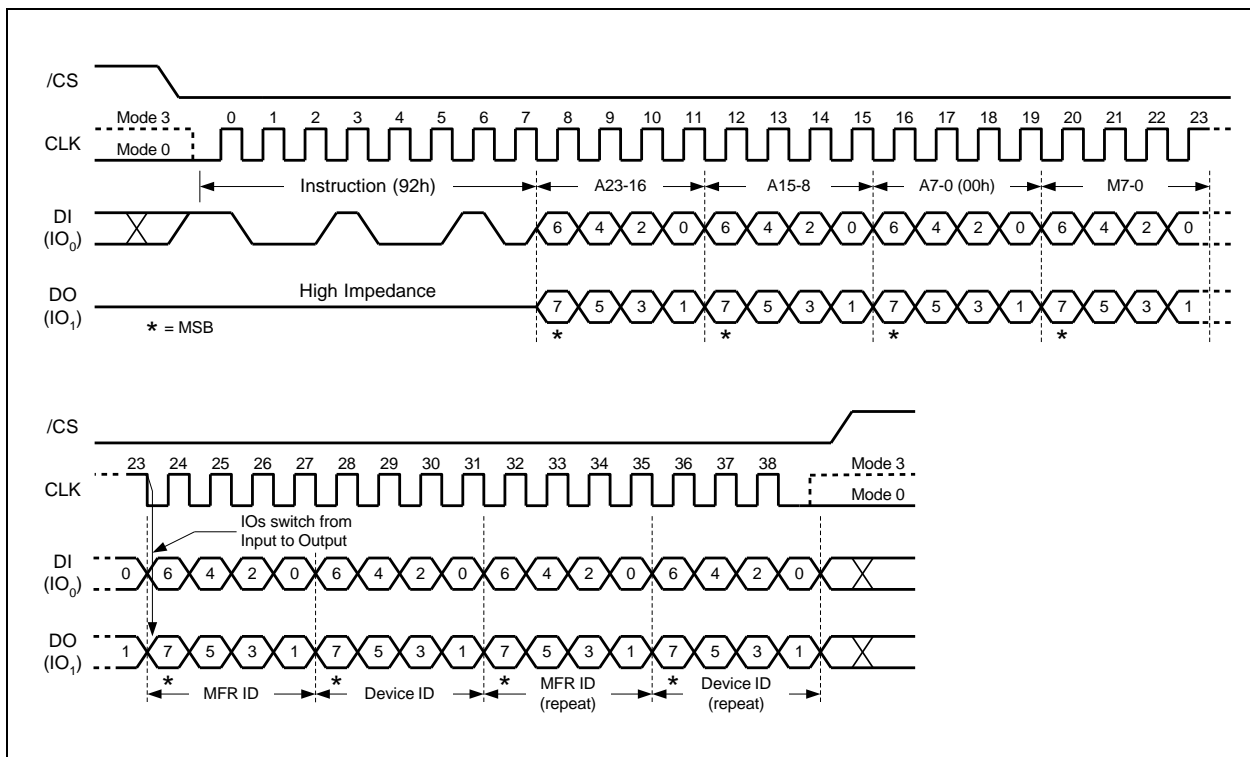 /CS
Mode 3 0 1 2 3 4 5 6 7 8 9 10 11 12 13 14 15 16 17 18 19 20 21 22 23
CLK
Mode 0
Instruction (92h) A23-16 A15-8 A7-0 (00h) M7-0
DI
(IO0) 6 4 2 0 6 4 2 0 6 4 2 0 6 4 2 0
High Impedance
DO
(IO1) 7 5 3 1 7 5 3 1 7 5 3 1 7 5 3 1
* = MSB * * * *
/CS
23 24 25 26 27 28 29 30 31 32 33 34 35 36 37 38 Mode 3
CLK
Mode 0
IOs switch from
Input to Output
DI
(IO0) 0 6 4 2 0 6 4 2 0 6 4 2 0 6 4 2 0
DO
(IO1) 1 7 5 3 1 7 5 3 1 7 5 3 1 7 5 3 1
* * * *
MFR ID Device ID MFR ID
(repeat) Device ID
(repeat)